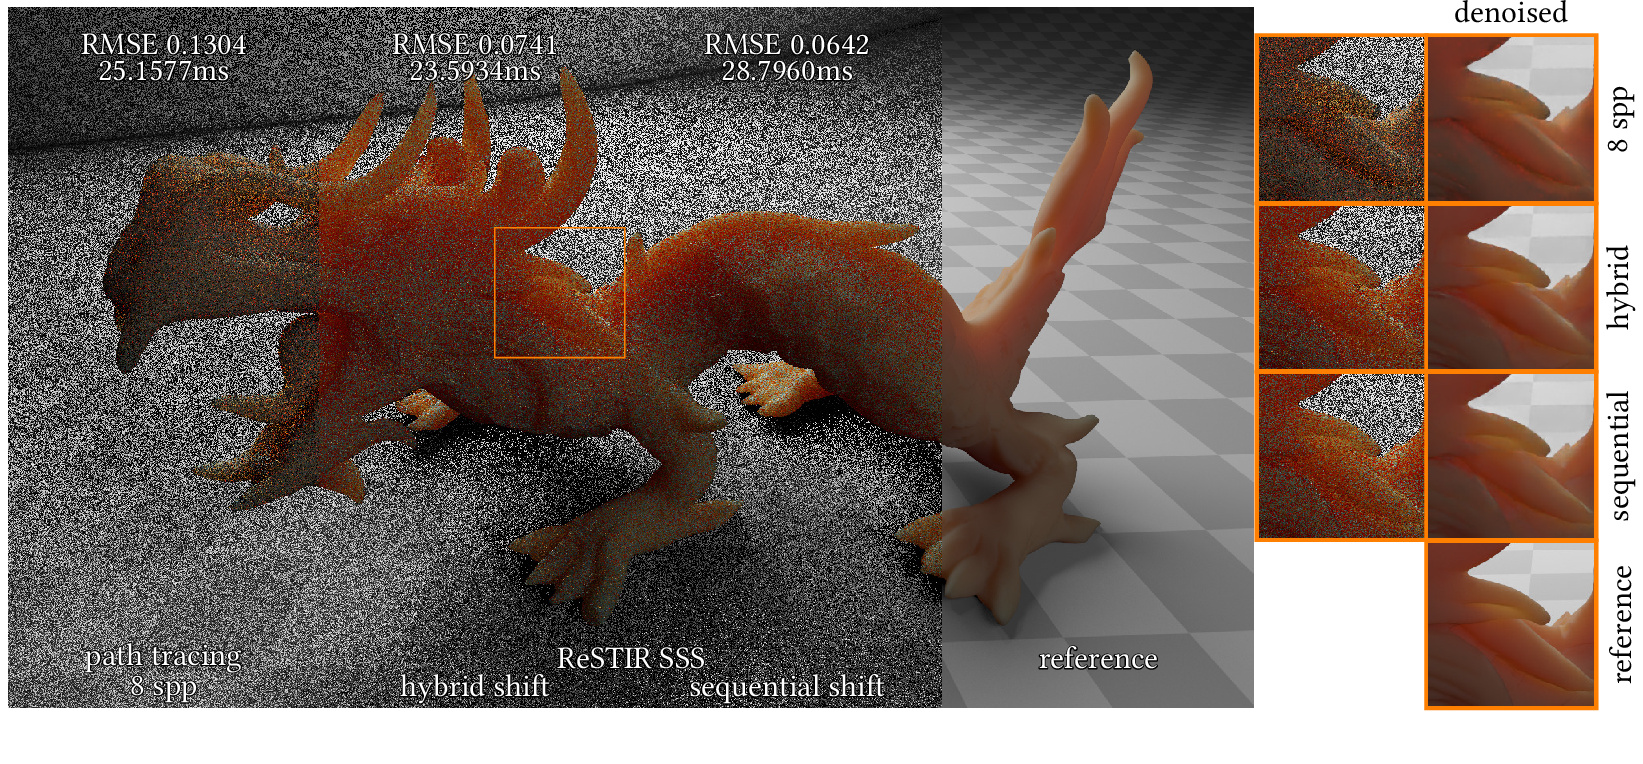 denoised
RMSE 0.1304
25.1577ms
RMSE 0.0741
23.5934ms
RMSE 0.0642
28.7960ms
8 spp
hybrid
sequential
reference
path tracing
8 spp
ReSTIR SSS
hybrid shift
sequential shift
reference